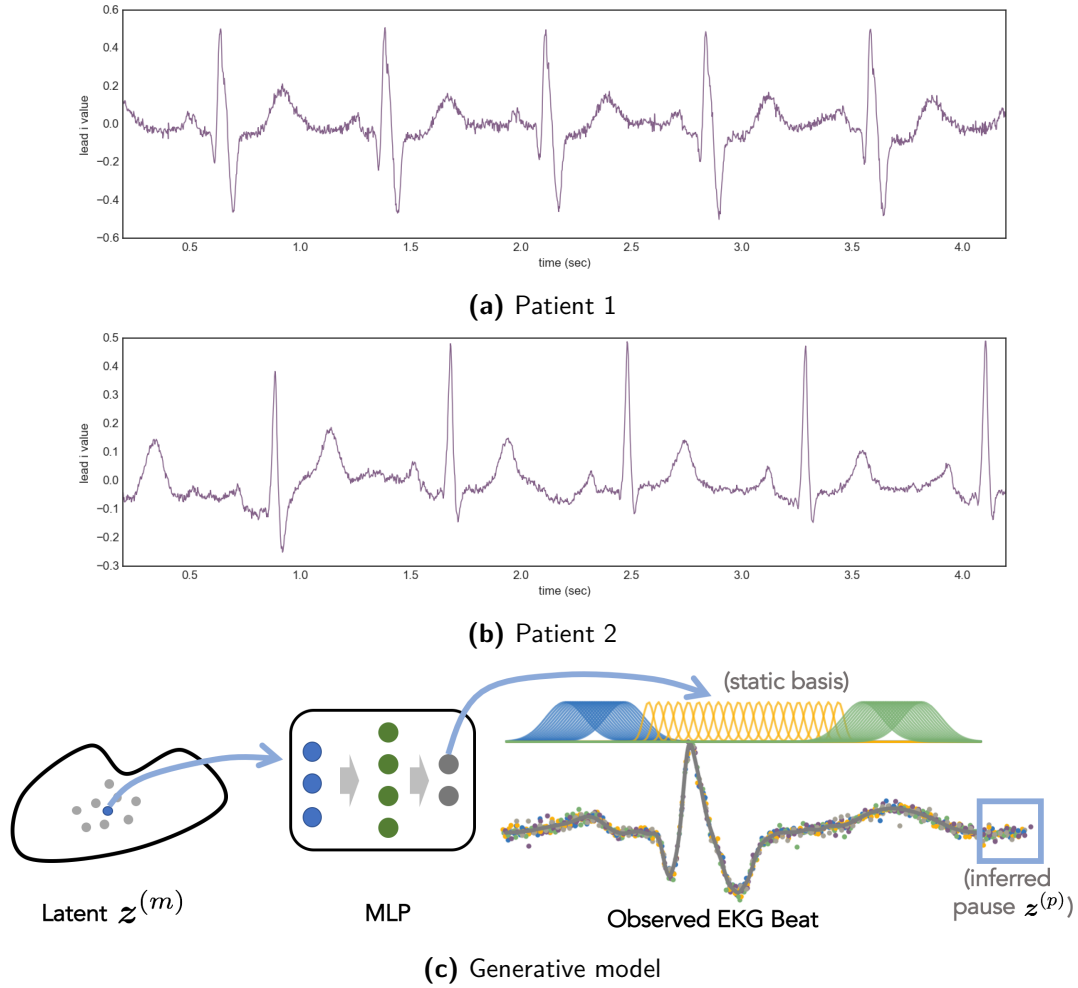 0.6
0.4
0.2
0.0
−0.2
−0.4
−0.6
lead i value
0.5 1.0 1.5 2.0 2.5 3.0 3.5 4.0
time (sec)
(a) Patient 1
0.5
0.4
0.3
0.2
0.1
0.0
−0.1
−0.2
−0.3
lead i value
0.5 1.0 1.5 2.0 2.5 3.0 3.5 4.0
time (sec)
(b) Patient 2
(static basis)
(inferred
pause z^(p))
Latent z^(m) MLP Observed EKG Beat
(c) Generative model